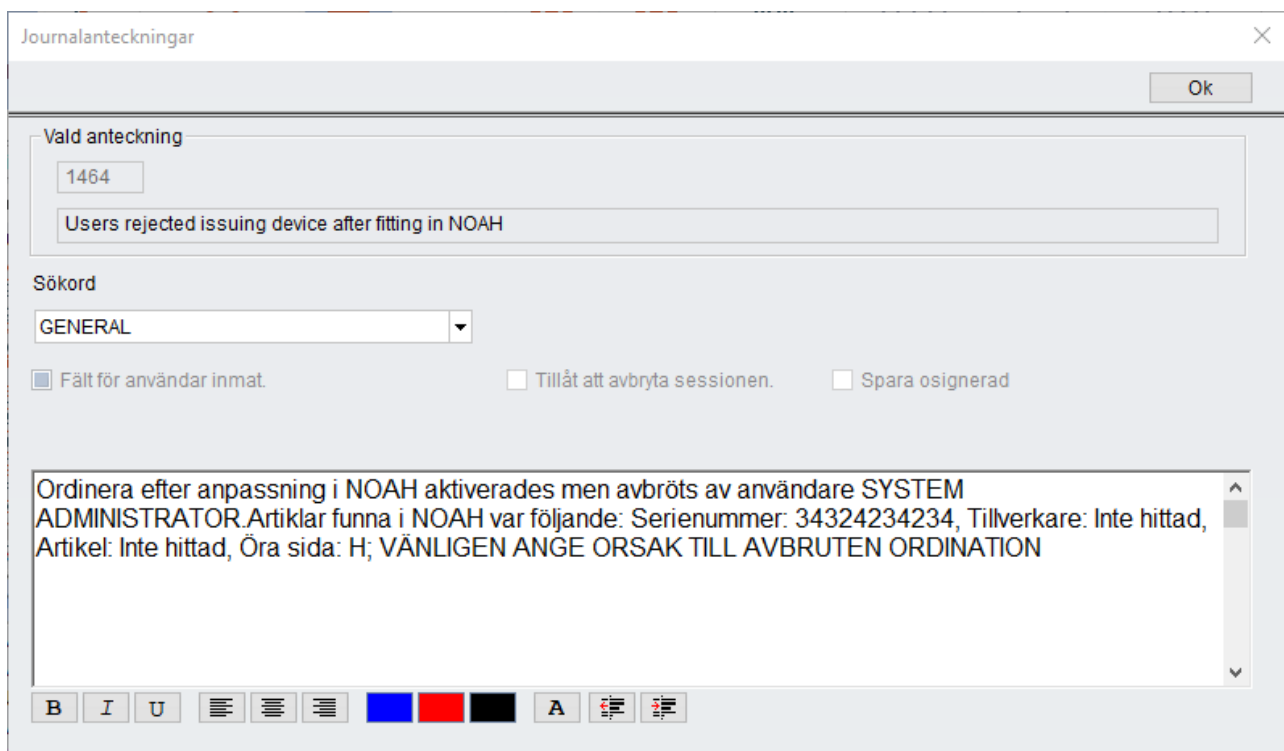 Journalanteckningar
Ok
Vald anteckning
1464
Users rejected issuing device after fitting in NOAH
Sökord
GENERAL
Fält för användar inmat.
Tillåt att avbryta sessionen.
Spara osignerad
Ordinera efter anpassning i NOAH aktiverades men avbröts av användare SYSTEM
ADMINISTRATOR.Artiklar funna i NOAH var följande: Serienummer: 34324234234, Tillverkare: Inte hittad,
Artikel: Inte hittad, Öra sida: H; VÄNLIGEN ANGE ORSAK TILL AVBRUTEN ORDINATION
B I U A